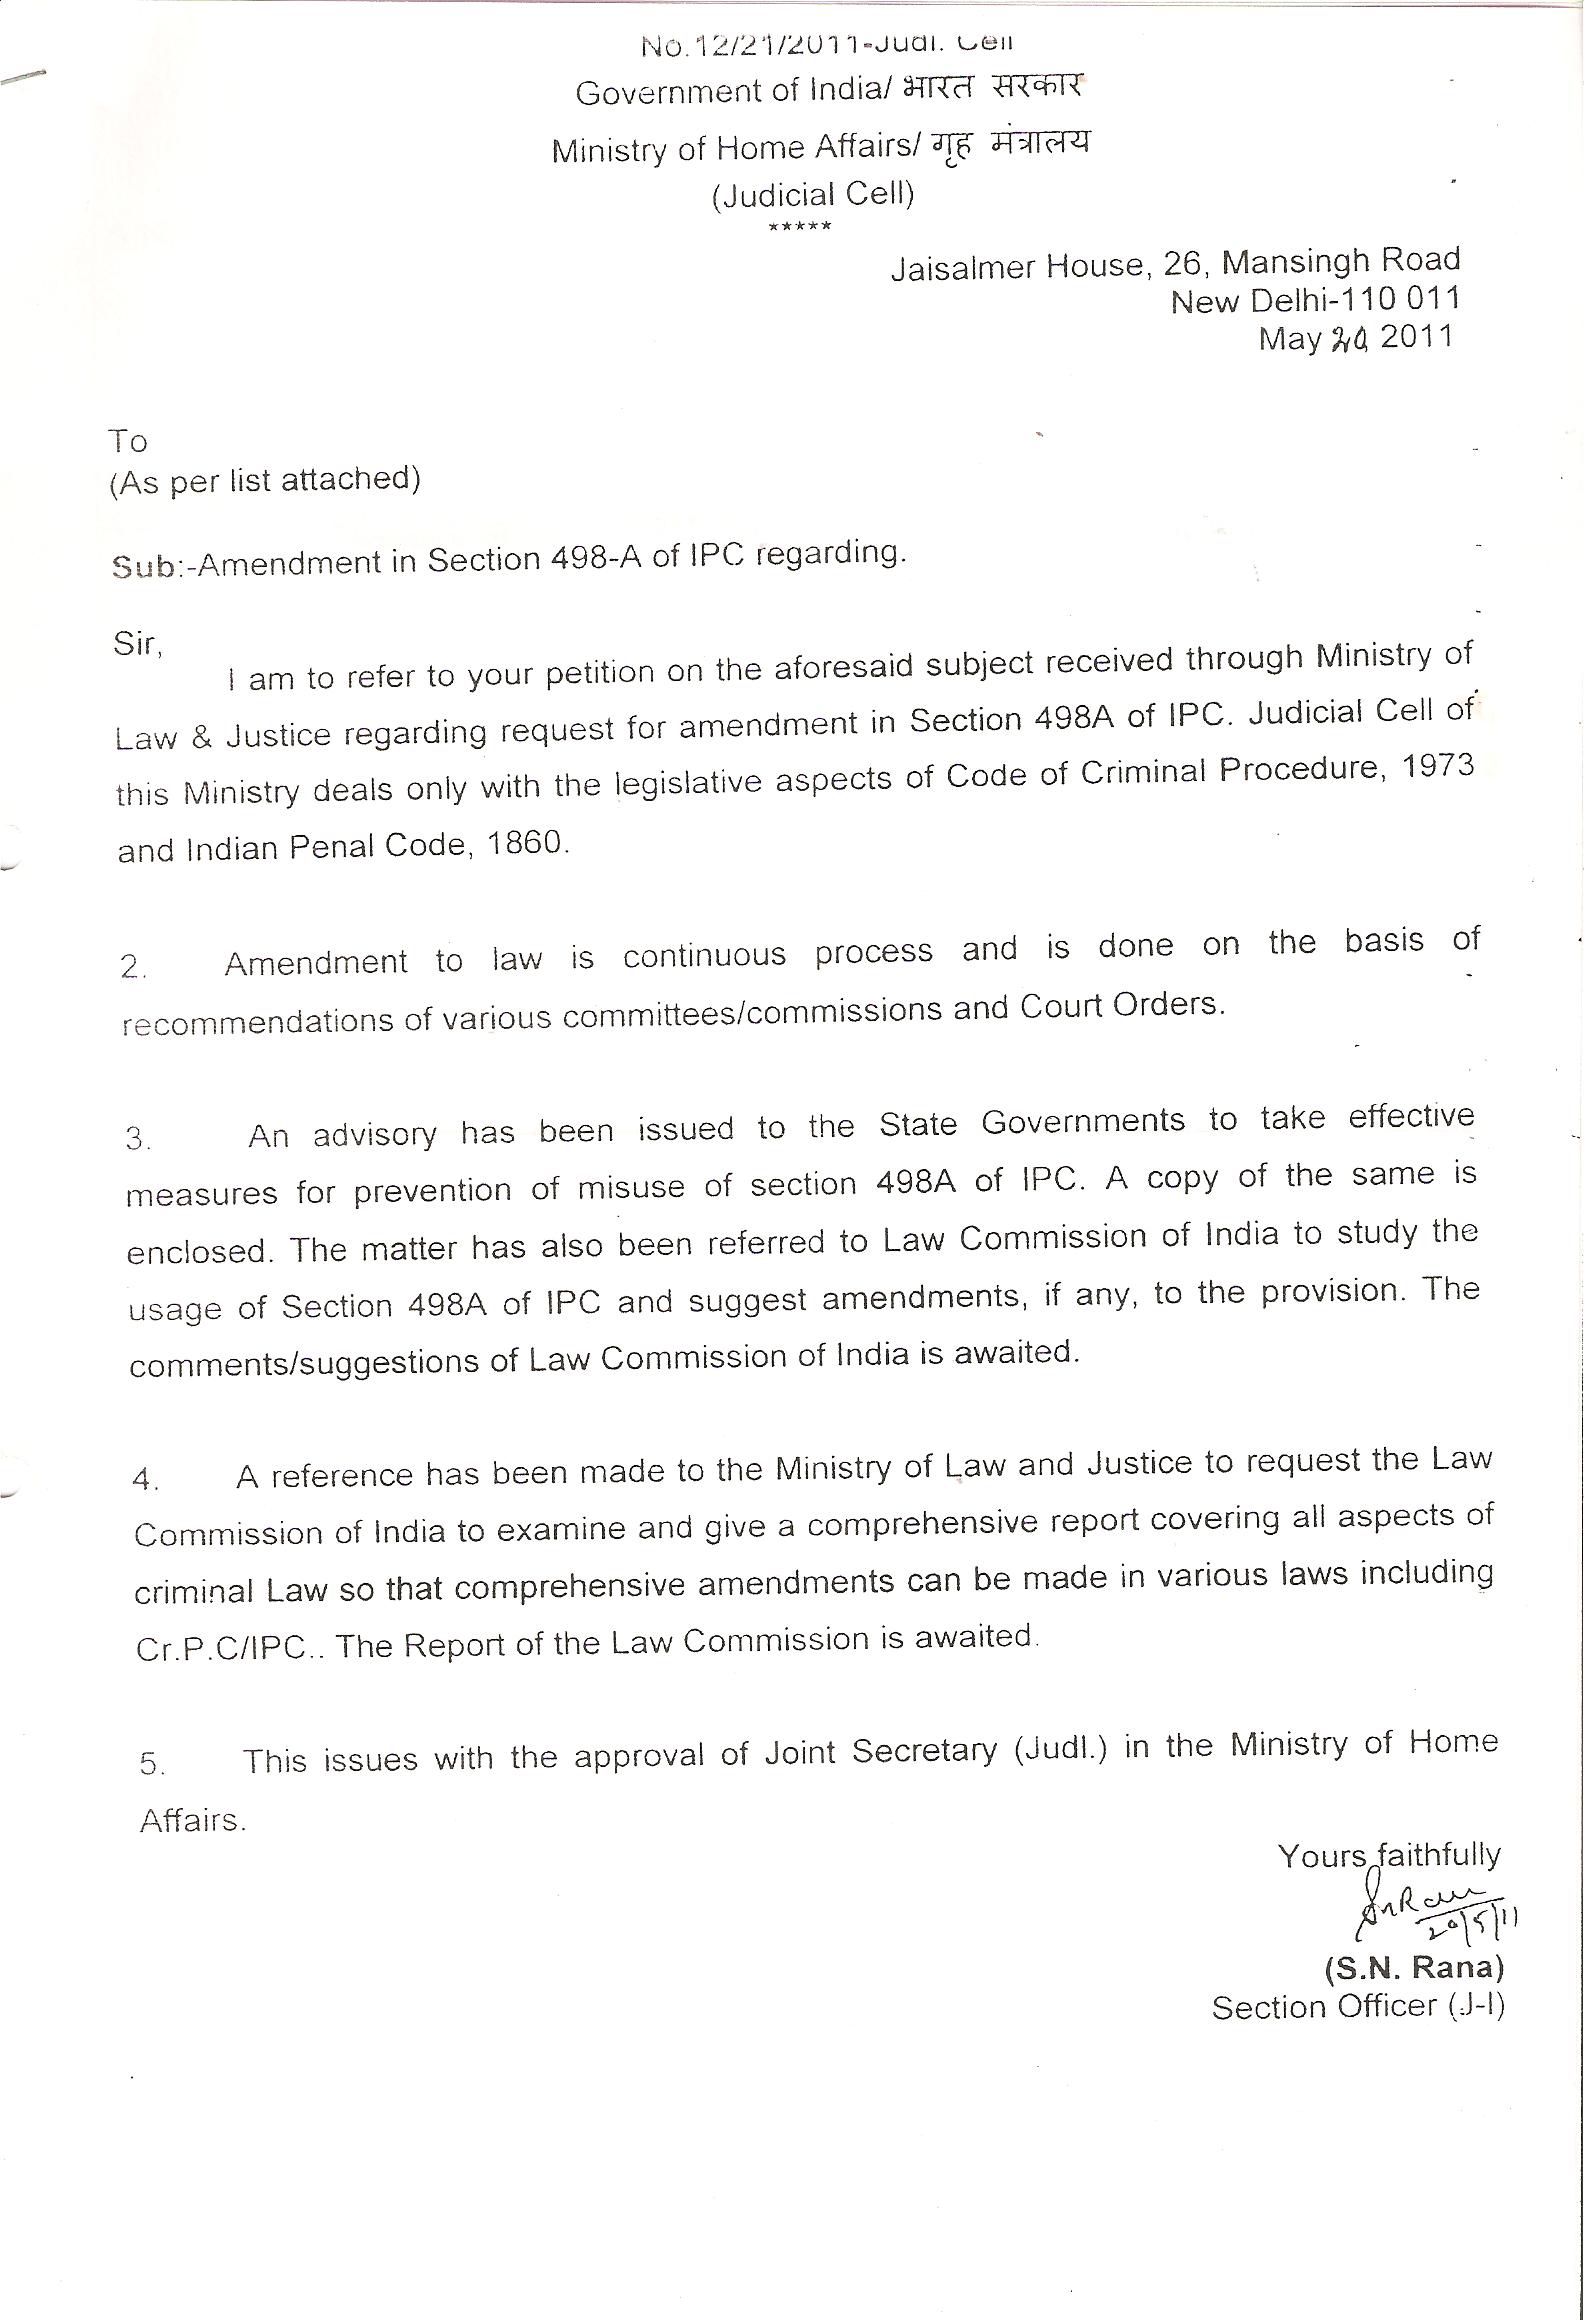 No.12/21/2011-Judl. Cell
Government of India/ भारत सरकार
Ministry of Home Affairs/ गृह मंत्रालय
(Judicial Cell)
*****
Jaisalmer House, 26, Mansingh Road
New Delhi-110 011
May 20, 2011
To
(As per list attached)
Sub:-Amendment in Section 498-A of IPC regarding.
Sir,
I am to refer to your petition on the aforesaid subject received through Ministry of
Law & Justice regarding request for amendment in Section 498A of IPC. Judicial Cell of
this Ministry deals only with the legislative aspects of Code of Criminal Procedure, 1973
and Indian Penal Code, 1860.
2. Amendment to law is continuous process and is done on the basis of
recommendations of various committees/commissions and Court Orders.
3. An advisory has been issued to the State Governments to take effective
measures for prevention of misuse of section 498A of IPC. A copy of the same is
enclosed. The matter has also been referred to Law Commission of India to study the
usage of Section 498A of IPC and suggest amendments, if any, to the provision. The
comments/suggestions of Law Commission of India is awaited.
4. A reference has been made to the Ministry of Law and Justice to request the Law
Commission of India to examine and give a comprehensive report covering all aspects of
criminal Law so that comprehensive amendments can be made in various laws including
Cr.P.C/IPC.. The Report of the Law Commission is awaited.
5. This issues with the approval of Joint Secretary (Judl.) in the Ministry of Home
Affairs.
Yours faithfully
SnRana
20/5/11
(S.N. Rana)
Section Officer (J-I)